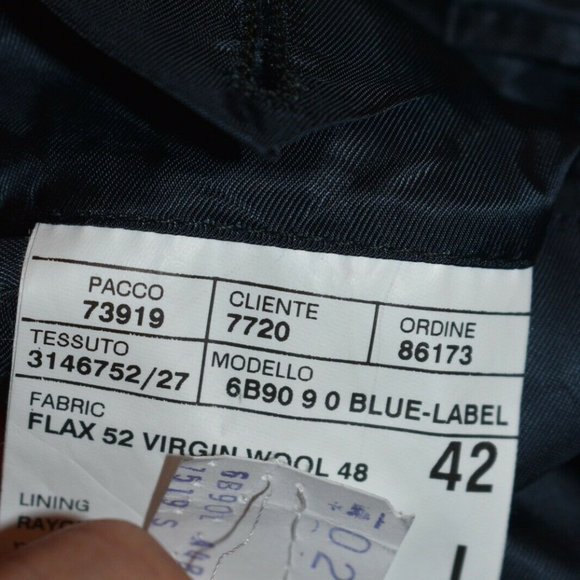 PACCO
73919
CLIENTE
7720
ORDINE
86173
TESSUTO
3146752/27
MODELLO
6B90 9 0 BLUE-LABEL
FABRIC
FLAX 52 VIRGIN WOOL 48
42
LINING
L